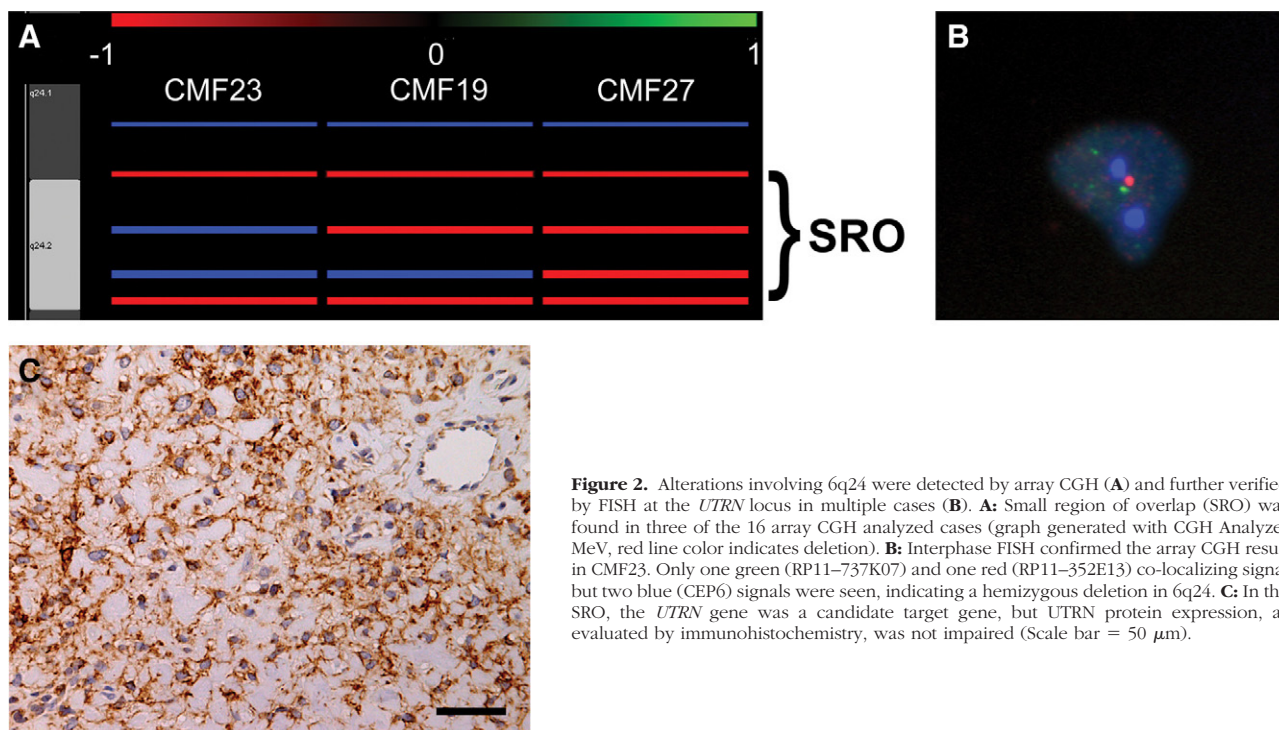 A
-1
0
1
CMF23
CMF19
CMF27
q24.1
q24.2
SRO
B
C
Figure 2. Alterations involving 6q24 were detected by array CGH (A) and further verifie
by FISH at the UTRN locus in multiple cases (B). A: Small region of overlap (SRO) wa
found in three of the 16 array CGH analyzed cases (graph generated with CGH Analyze
MeV, red line color indicates deletion). B: Interphase FISH confirmed the array CGH resu
in CMF23. Only one green (RP11–737K07) and one red (RP11–352E13) co-localizing signa
but two blue (CEP6) signals were seen, indicating a hemizygous deletion in 6q24. C: In th
SRO, the UTRN gene was a candidate target gene, but UTRN protein expression, a
evaluated by immunohistochemistry, was not impaired (Scale bar = 50 μm).